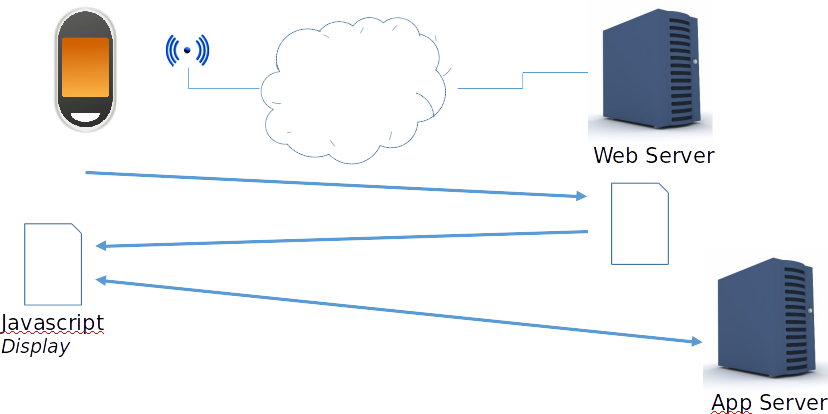 Web Server
Javascript
Display
App Server